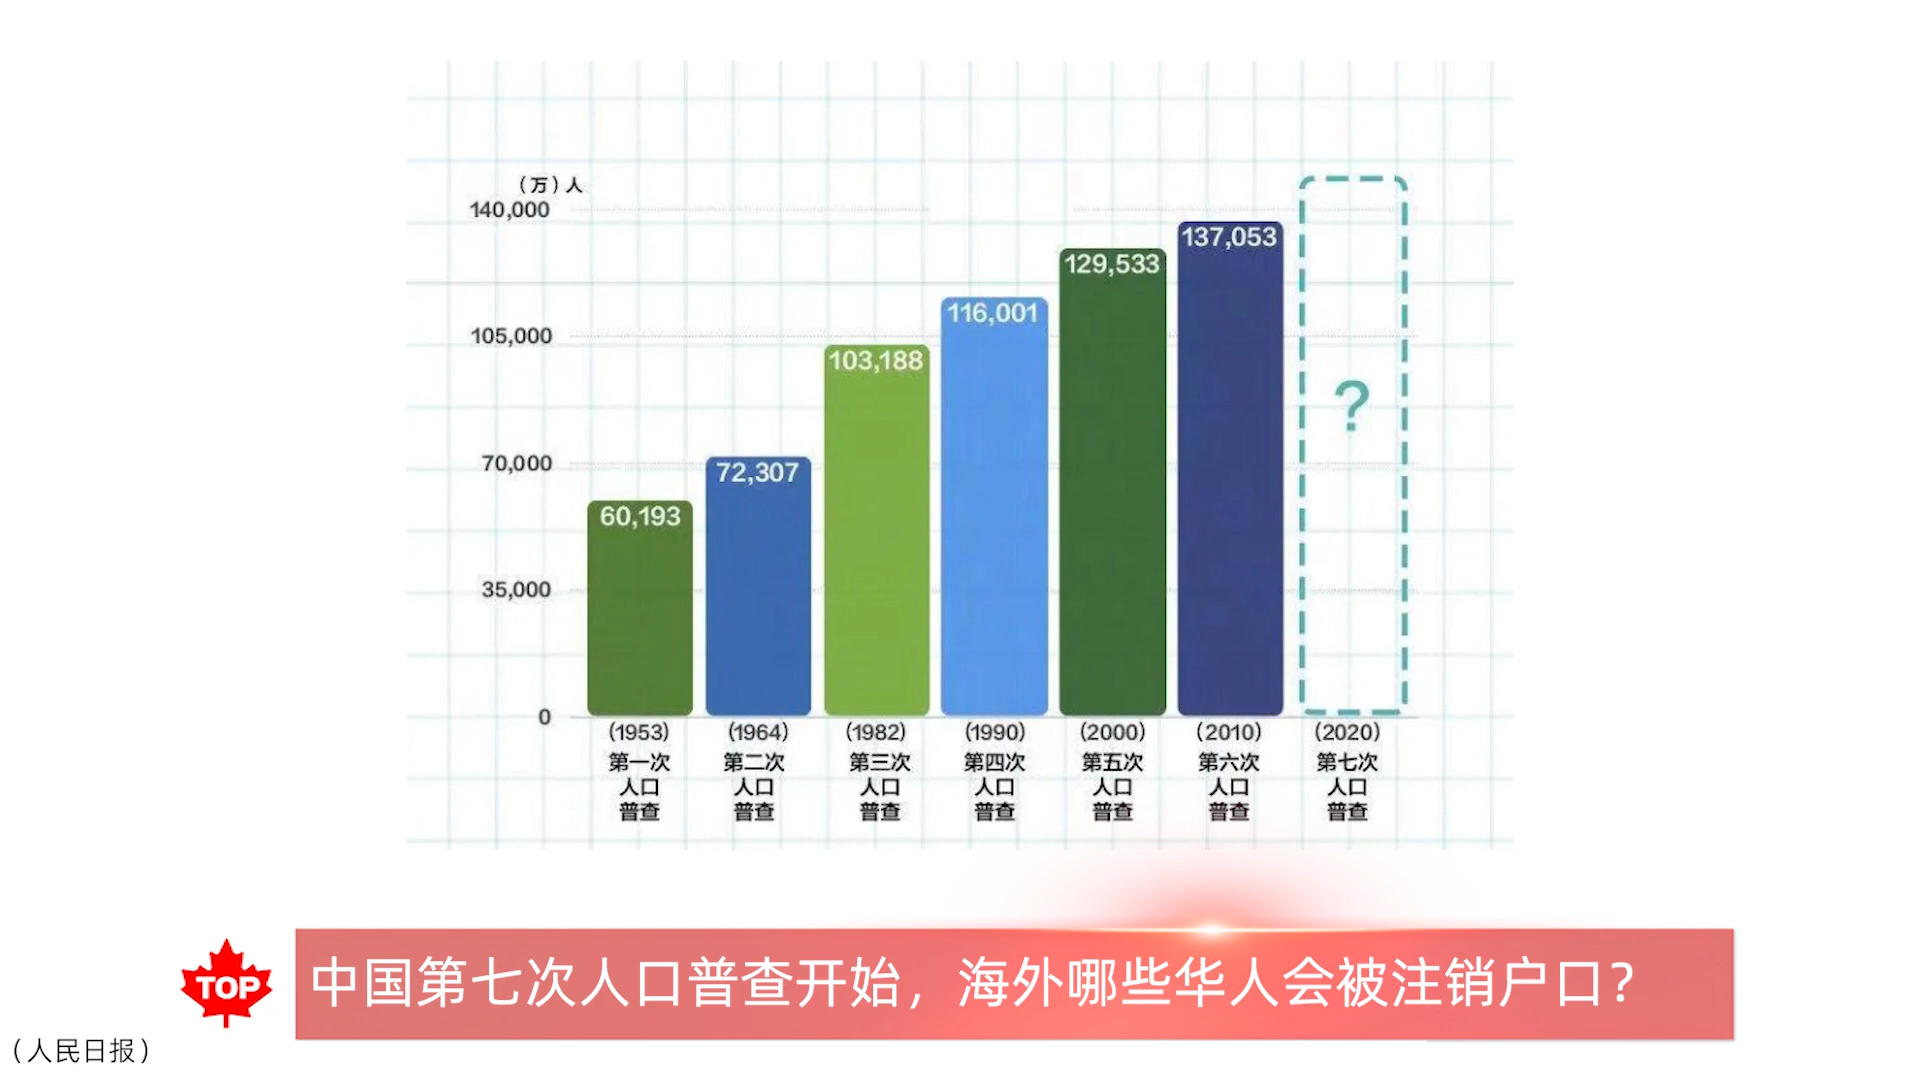 （万）人
140,000
105,000
70,000
35,000
0
60,193
72,307
103,188
116,001
129,533
137,053
?
(1953)
第一次
人口
普查
(1964)
第二次
人口
普查
(1982)
第三次
人口
普查
(1990)
第四次
人口
普查
(2000)
第五次
人口
普查
(2010)
第六次
人口
普查
(2020)
第七次
人口
普查
TOP
中国第七次人口普查开始，海外哪些华人会被注销户口？
（人民日报）